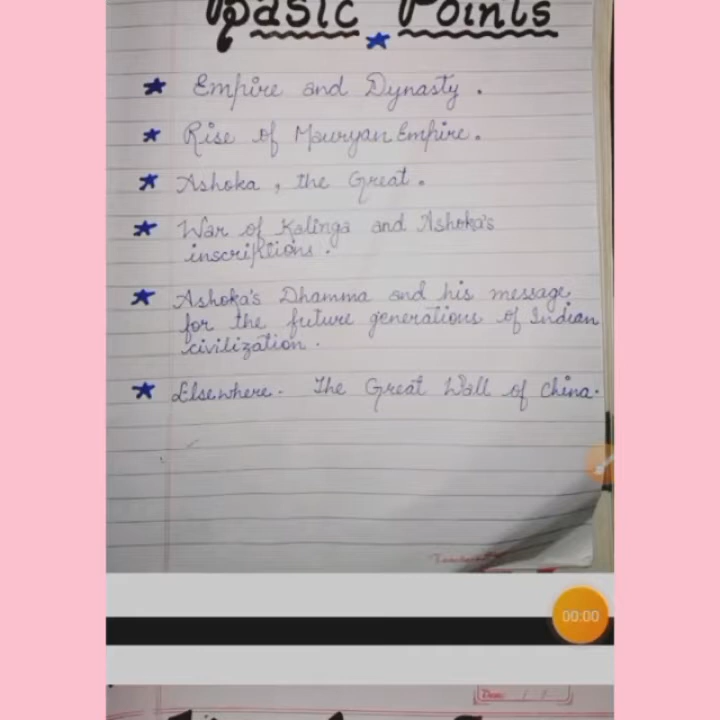 Basic Points
Empire and Dynasty.
Rise of Mauryan Empire.
Ashoka, the Great.
War of Kalinga and Ashoka's
inscriptions.
Ashoka's Dhamma and his message
for the future generations of Indian
civilization.
Elsewhere. The Great Wall of China.
00:00
Date